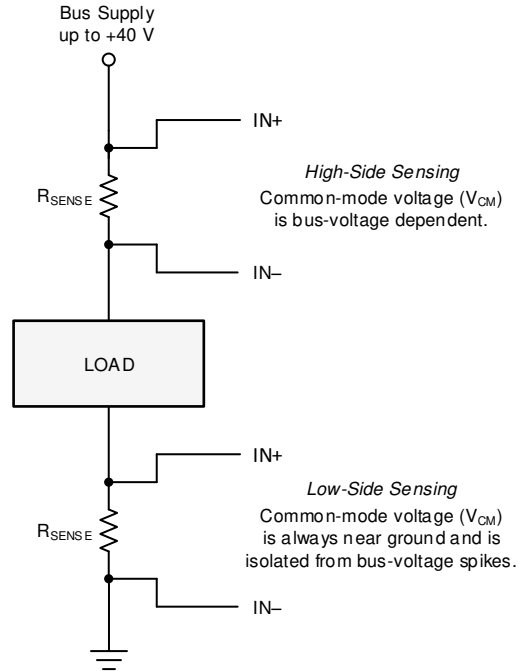 Bus Supply
up to +40 V
IN+
High-Side Sensing
RSENSE
Common-mode voltage (VCM)
is bus-voltage dependent.
IN–
LOAD
IN+
Low-Side Sensing
Common-mode voltage (VCM)
RSENSE
is always near ground and is
isolated from bus-voltage spikes.
IN–